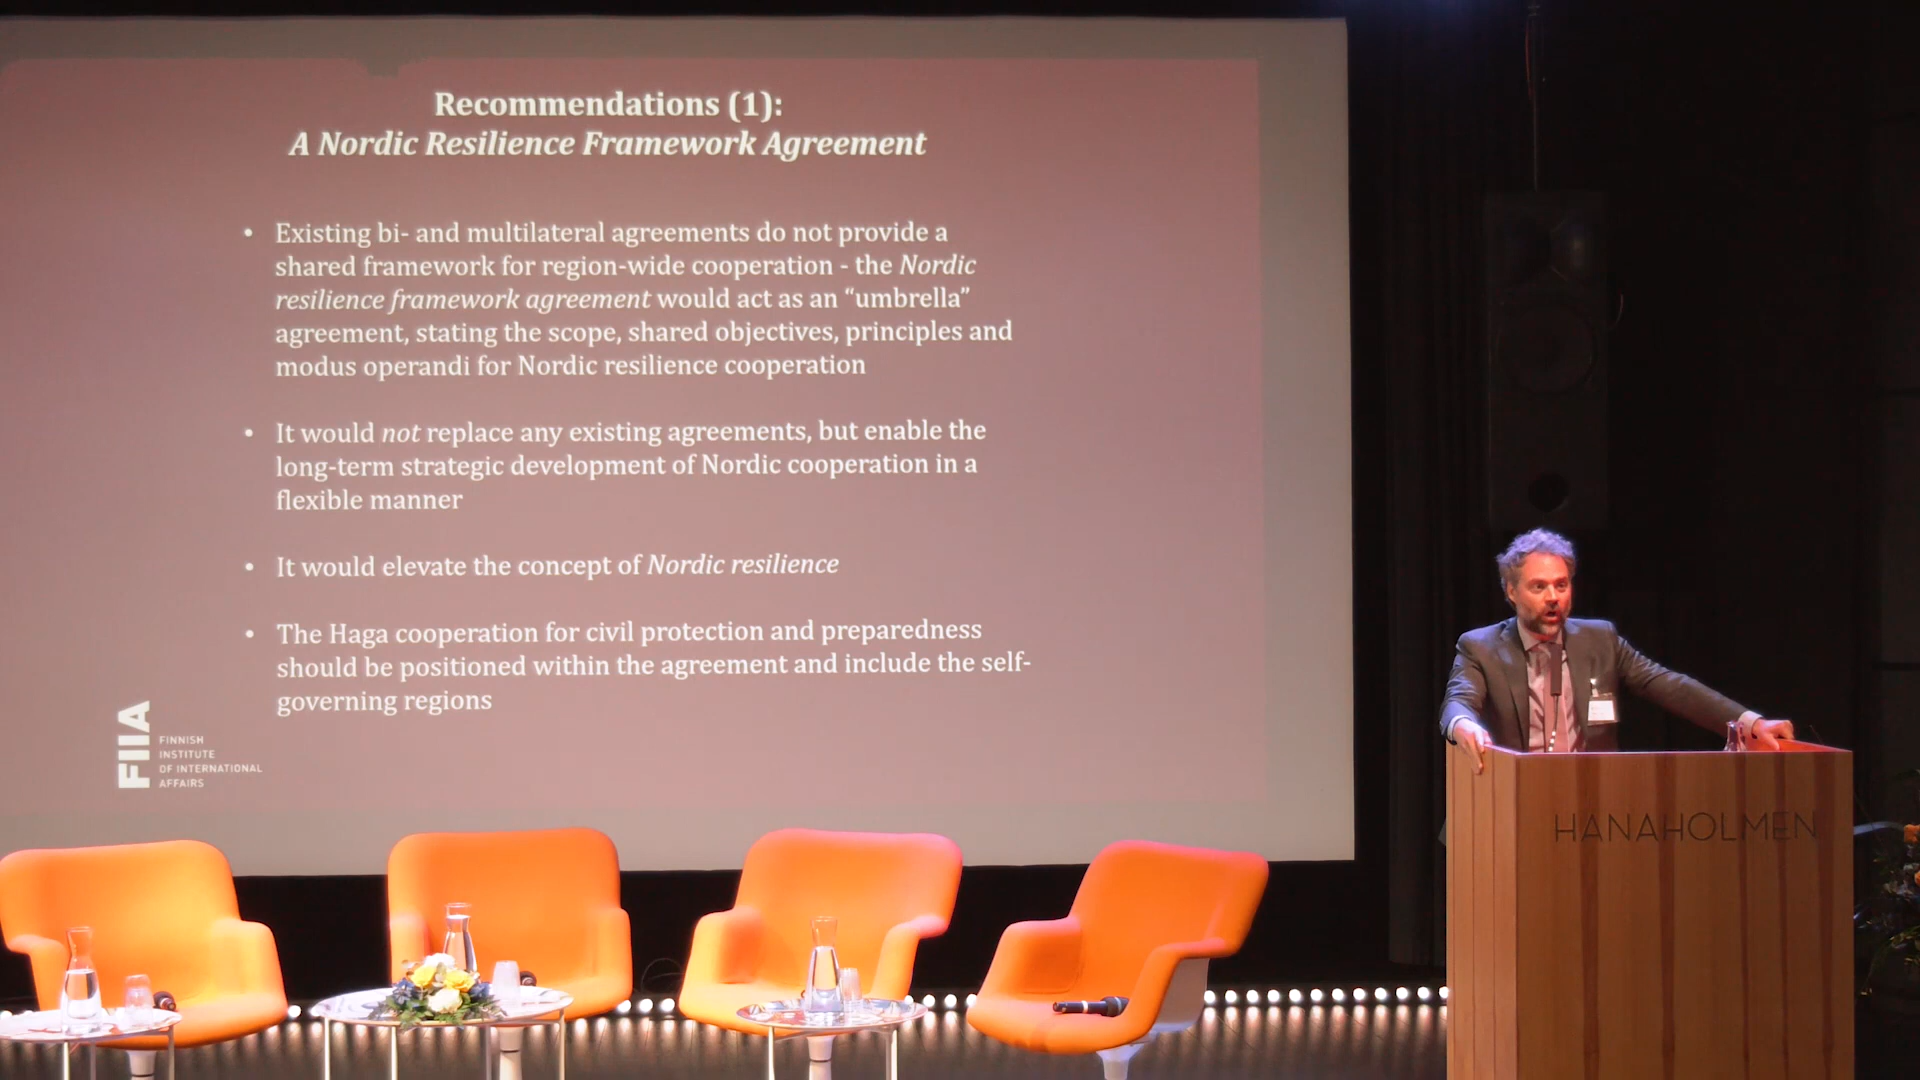 Recommendations (1):
A Nordic Resilience Framework Agreement
• Existing bi- and multilateral agreements do not provide a
shared framework for region-wide cooperation - the Nordic
resilience framework agreement would act as an “umbrella”
agreement, stating the scope, shared objectives, principles and
modus operandi for Nordic resilience cooperation
• It would not replace any existing agreements, but enable the
long-term strategic development of Nordic cooperation in a
flexible manner
• It would elevate the concept of Nordic resilience
• The Haga cooperation for civil protection and preparedness
should be positioned within the agreement and include the self-
governing regions
FIIA
FINNISH
INSTITUTE
OF INTERNATIONAL
AFFAIRS
HANAHOLMEN